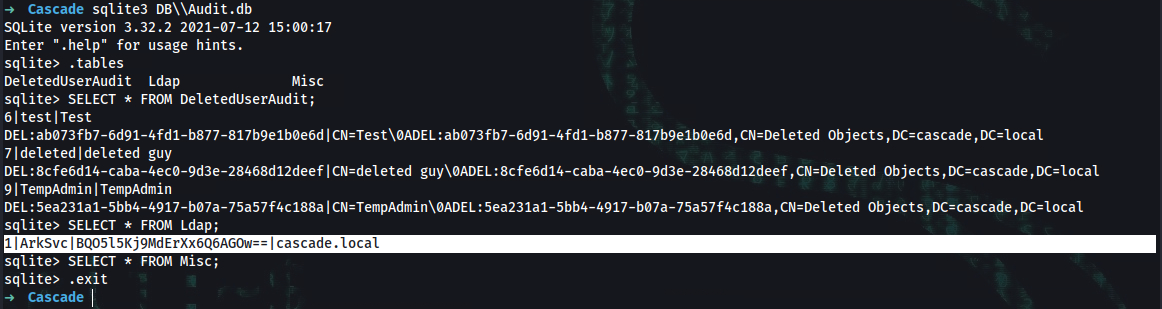 → Cascade sqlite3 DB\\Audit.db
SQLite version 3.32.2 2021-07-12 15:00:17
Enter ".help" for usage hints.
sqlite> .tables
DeletedUserAudit  Ldap              Misc
sqlite> SELECT * FROM DeletedUserAudit;
6|test|Test
DEL:ab073fb7-6d91-4fd1-b877-817b9e1b0e6d|CN=Test\0ADEL:ab073fb7-6d91-4fd1-b877-817b9e1b0e6d,CN=Deleted Objects,DC=cascade,DC=local
7|deleted|deleted guy
DEL:8cfe6d14-caba-4ec0-9d3e-28468d12deef|CN=deleted guy\0ADEL:8cfe6d14-caba-4ec0-9d3e-28468d12deef,CN=Deleted Objects,DC=cascade,DC=local
9|TempAdmin|TempAdmin
DEL:5ea231a1-5bb4-4917-b07a-75a57f4c188a|CN=TempAdmin\0ADEL:5ea231a1-5bb4-4917-b07a-75a57f4c188a,CN=Deleted Objects,DC=cascade,DC=local
sqlite> SELECT * FROM Ldap;
1|ArkSvc|BQO5l5Kj9MdErXx6Q6AGOw==|cascade.local
sqlite> SELECT * FROM Misc;
sqlite> .exit
→ Cascade